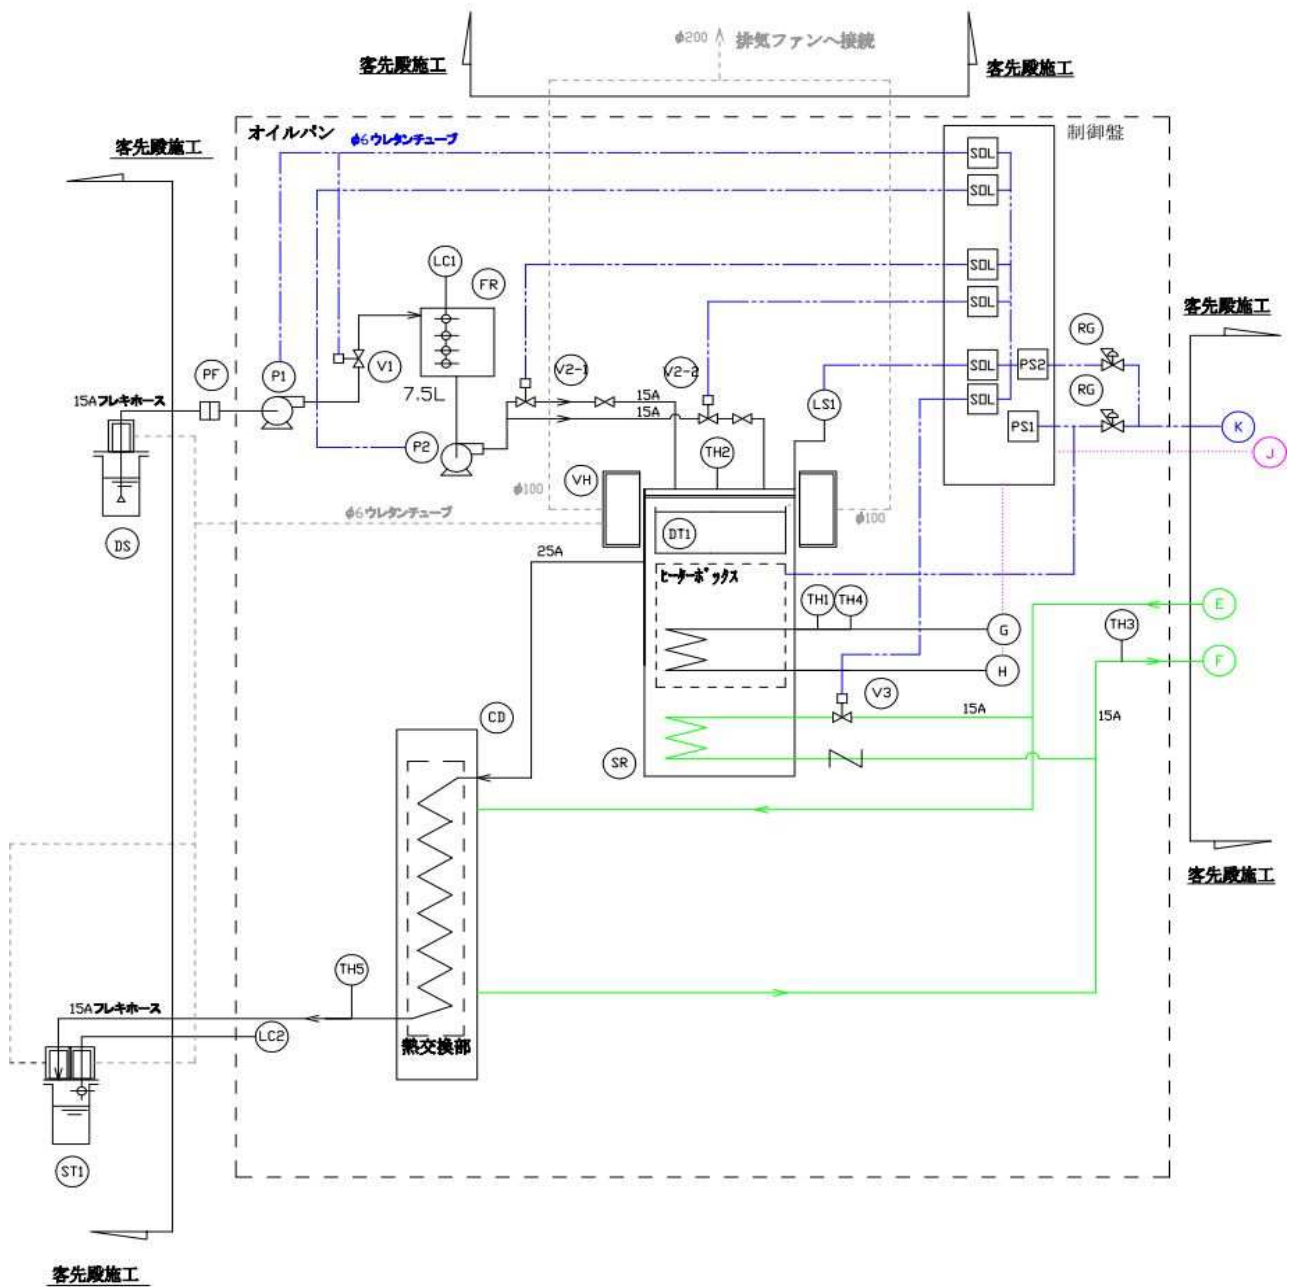 φ200
排気ファンへ接続
客先殿施工
客先殿施工
オイルパン
制御盤
φ6ウレタンチューブ
客先殿施工
SOL
SOL
LC1
FR
SOL
SOL
客先殿施工
RG
V1
V2-1
V2-2
SOL
PS2
PF
P1
RG
7.5L
15A
15A
SOL
LS1
15Aフレキホース
PS1
K
P2
TH2
J
VH
φ100
φ100
φ6ウレタンチューブ
DT1
DS
25A
ヒーターボックス
TH1
TH4
E
G
TH3
F
H
V3
CD
15A
15A
SR
客先殿施工
TH5
15Aフレキホース
LC2
熱交換部
ST1
客先殿施工